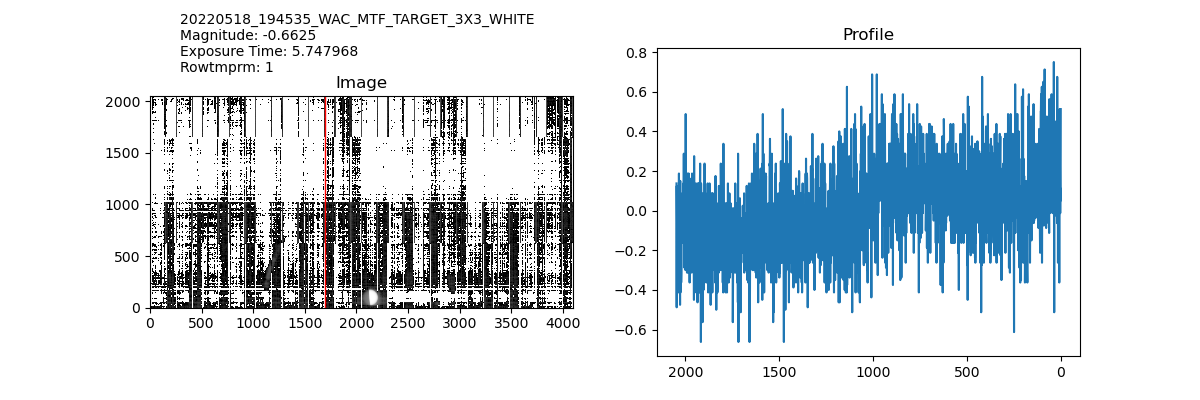 20220518_194535_WAC_MTF_TARGET_3X3_WHITE
Magnitude: -0.6625
Exposure Time: 5.747968
Rowtmprm: 1
Image
2000
1500
1000
500
0
0 500 1000 1500 2000 2500 3000 3500 4000
Profile
0.8
0.6
0.4
0.2
0.0
−0.2
−0.4
−0.6
2000 1500 1000 500 0